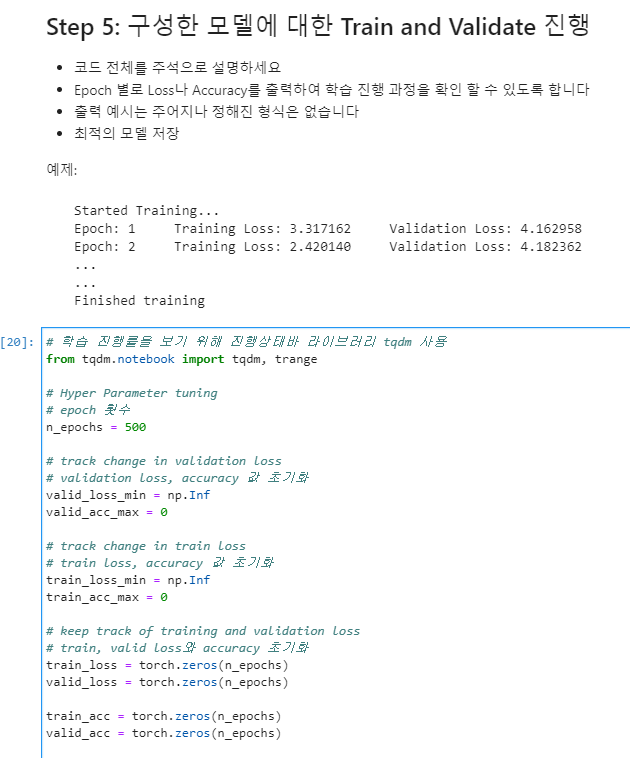 Step 5: 구성한 모델에 대한 Train and Validate 진행
• 코드 전체를 주석으로 설명하세요
• Epoch 별로 Loss나 Accuracy를 출력하여 학습 진행 과정을 확인 할 수 있도록 합니다
• 출력 예시는 주어지나 정해진 형식은 없습니다
• 최적의 모델 저장
예제:
Started Training...
Epoch: 1     Training Loss: 3.317162     Validation Loss: 4.162958
Epoch: 2     Training Loss: 2.420140     Validation Loss: 4.182362
...
...
Finished training
[20]: # 학습 진행률을 보기 위해 진행상태바 라이브러리 tqdm 사용
from tqdm.notebook import tqdm, trange
# Hyper Parameter tuning
# epoch 횟수
n_epochs = 500
# track change in validation loss
# validation loss, accuracy 값 초기화
valid_loss_min = np.Inf
valid_acc_max = 0
# track change in train loss
# train loss, accuracy 값 초기화
train_loss_min = np.Inf
train_acc_max = 0
# keep track of training and validation loss
# train, valid loss와 accuracy 초기화
train_loss = torch.zeros(n_epochs)
valid_loss = torch.zeros(n_epochs)
train_acc = torch.zeros(n_epochs)
valid_acc = torch.zeros(n_epochs)